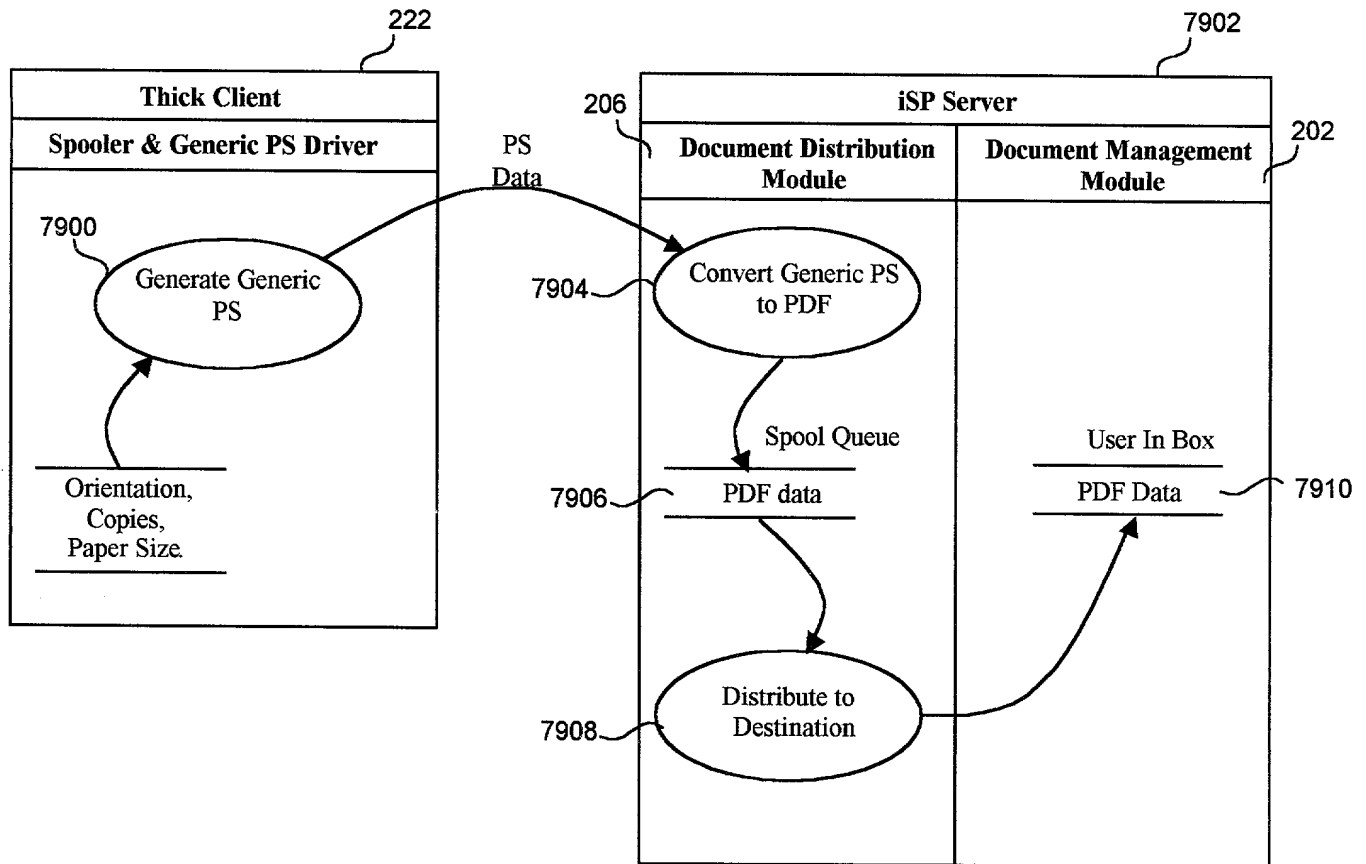 222
Thick Client
Spooler & Generic PS Driver
7900
Generate Generic
PS
Orientation,
Copies,
Paper Size.
PS
Data
7902
iSP Server
206
Document Distribution
Module
Document Management
Module
202
7904
Convert Generic PS
to PDF
Spool Queue
7906
PDF data
User In Box
PDF Data
7910
7908
Distribute to
Destination